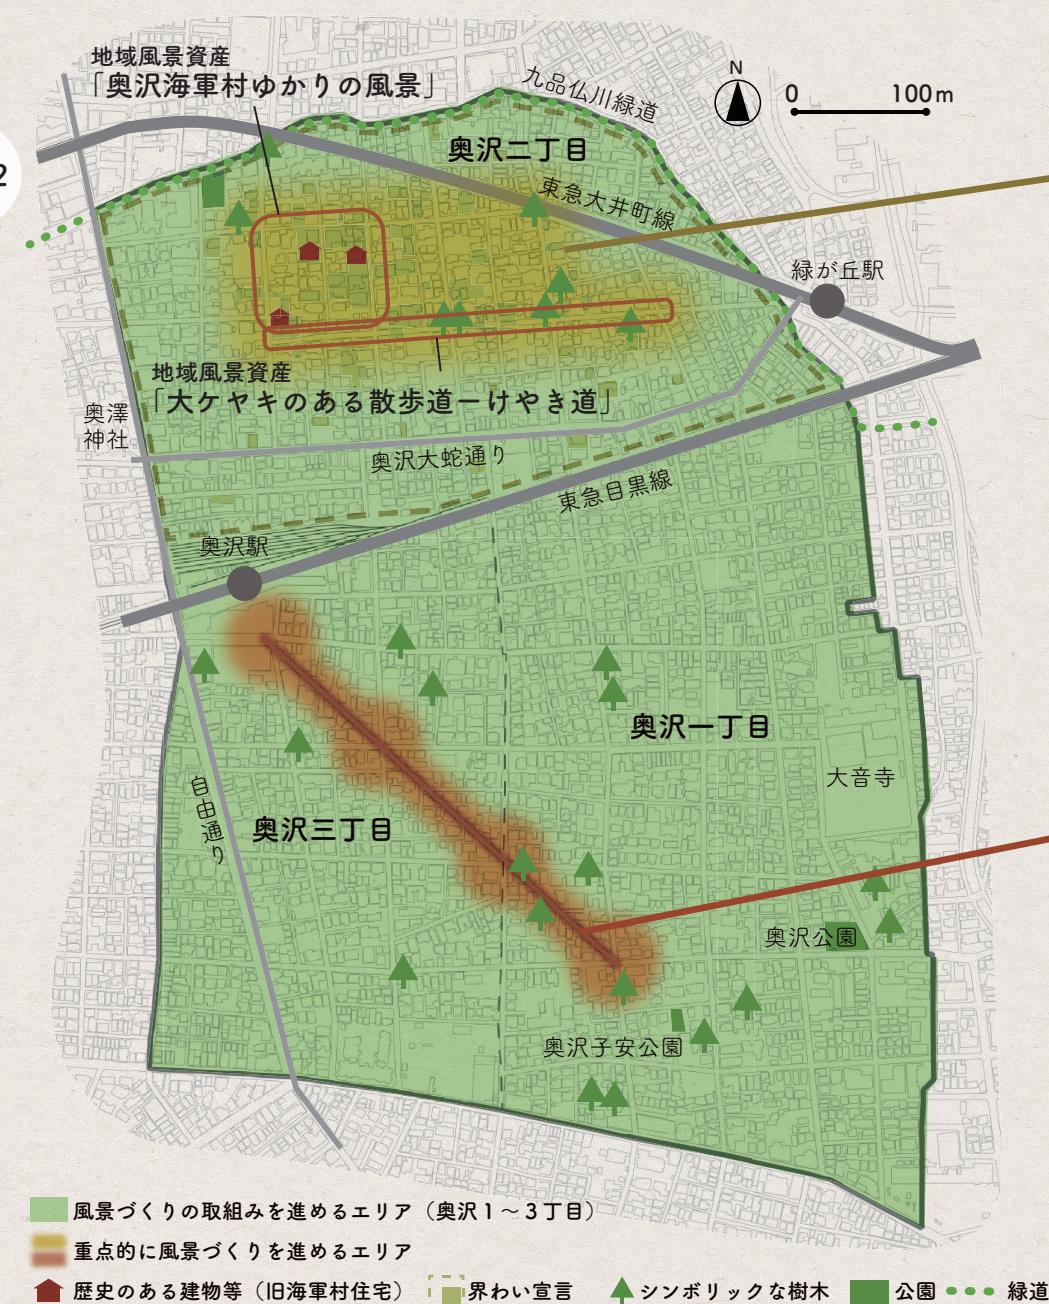 地域風景資産
「奥沢海軍村ゆかりの風景」
九品仏川緑道
N
0 100m
奥沢二丁目
2
東急大井町線
緑が丘駅
地域風景資産
「大ケヤキのある散歩道ーけやき道」
奥澤
神社
奥沢大蛇通り
東急目黒線
奥沢駅
奥沢一丁目
大音寺
自由通り
奥沢三丁目
奥沢公園
奥沢子安公園
風景づくりの取組みを進めるエリア（奥沢１～３丁目）
重点的に風景づくりを進めるエリア
歴史のある建物等（旧海軍村住宅） 界わい宣言 シンボリックな樹木 公園 緑道